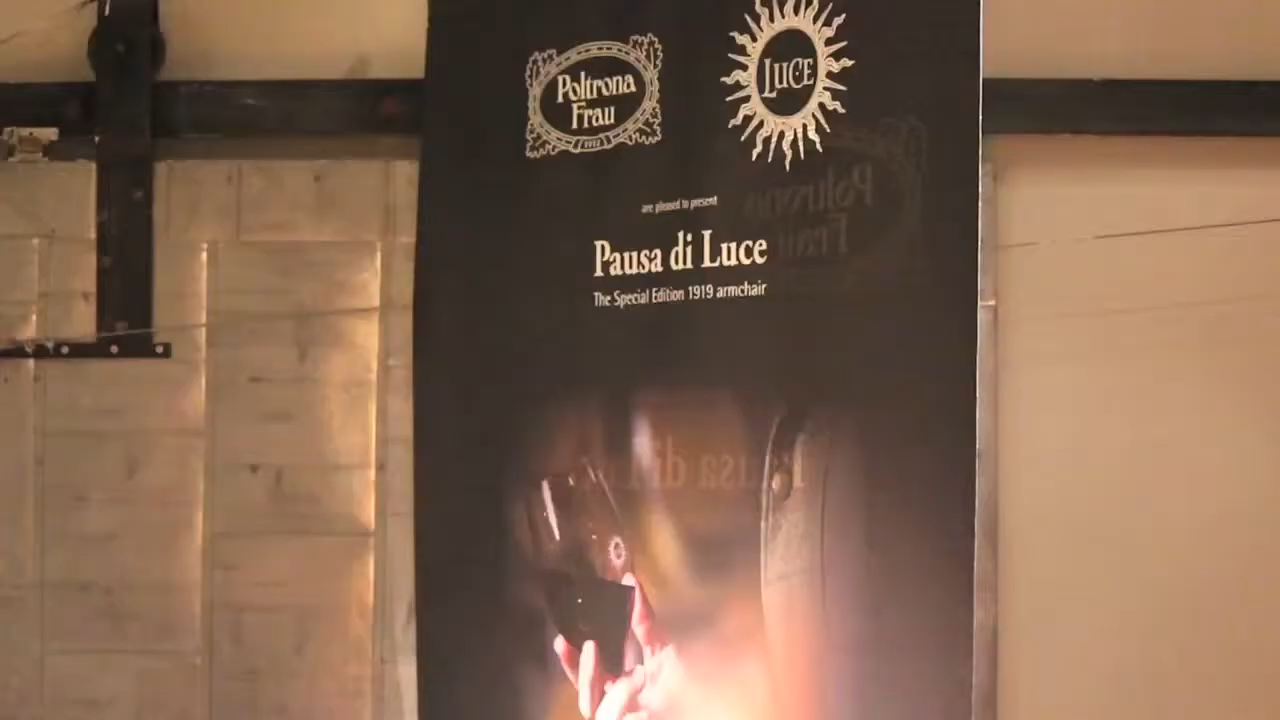 Poltrona
Frau
LUCE
are pleased to present
Pausa di Luce
The Special Edition 1919 armchair